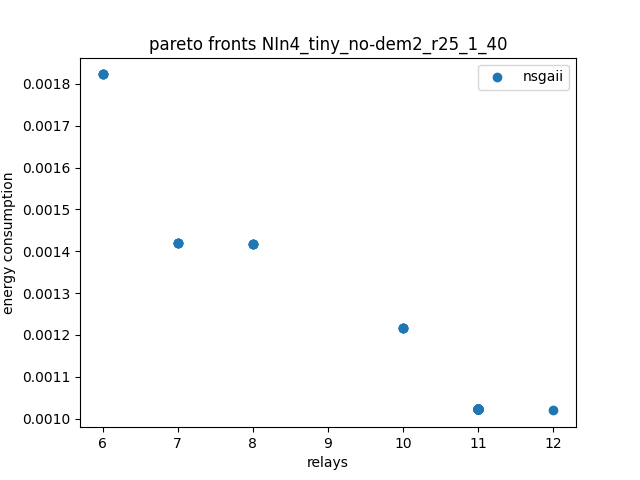 pareto fronts NIn4_tiny_no-dem2_r25_1_40
nsgaii
energy consumption
0.0018
0.0017
0.0016
0.0015
0.0014
0.0013
0.0012
0.0011
0.0010
6 7 8 9 10 11 12
relays